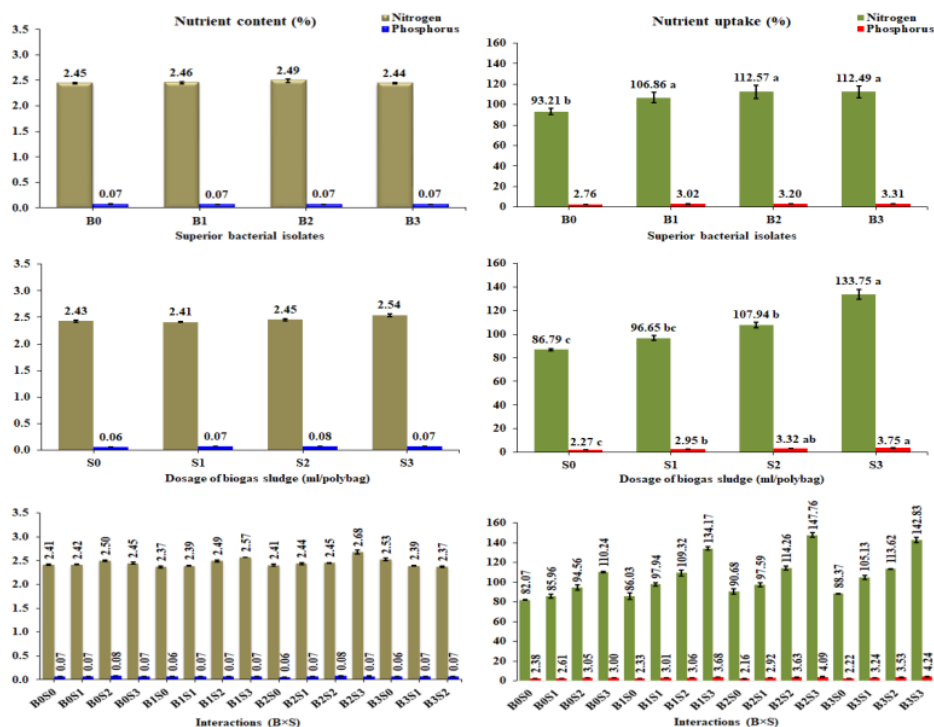 Nutrient content (%)
Nitrogen
Phosphorus
3.5
3.0
2.5
2.0
1.5
1.0
0.5
0.0
2.45 2.46 2.49 2.44
0.07 0.07 0.07 0.07
B0 B1 B2 B3
Superior bacterial isolates
Nutrient uptake (%)
Nitrogen
Phosphorus
160
140
120
100
80
60
40
20
0
93.21 b 106.86 a 112.57 a 112.49 a
2.76 3.02 3.20 3.31
B0 B1 B2 B3
Superior bacterial isolates
3.5
3.0
2.5
2.0
1.5
1.0
0.5
0.0
2.43 2.41 2.45 2.54
0.06 0.07 0.08 0.07
S0 S1 S2 S3
Dosage of biogas sludge (ml/polybag)
160
140
120
100
80
60
40
20
0
86.79 c 96.65 bc 107.94 b 133.75 a
2.27 c 2.95 b 3.32 ab 3.75 a
S0 S1 S2 S3
Dosage of biogas sludge (ml/polybag)
3.5
3.0
2.5
2.0
1.5
1.0
0.5
0.0
2.41 2.42 2.50 2.45 2.37 2.39 2.49 2.57 2.41 2.44 2.45 2.68 2.53 2.39 2.37
0.07 0.07 0.08 0.07 0.06 0.07 0.07 0.07 0.06 0.07 0.08 0.07 0.06 0.07 0.07
B0S0 B0S1 B0S2 B0S3 B1S0 B1S1 B1S2 B1S3 B2S0 B2S1 B2S2 B2S3 B3S0 B3S1 B3S2
Interactions (B×S)
160
140
120
100
80
60
40
20
0
82.07 85.96 94.56 110.24 86.03 97.94 109.32 134.17 90.68 97.59 114.26 147.76 88.37 105.13 113.62 142.83
2.38 2.61 3.05 3.00 2.33 3.01 3.06 3.68 2.16 2.92 3.63 4.09 2.22 3.24 3.53 4.24
B0S0 B0S1 B0S2 B0S3 B1S0 B1S1 B1S2 B1S3 B2S0 B2S1 B2S2 B2S3 B3S0 B3S1 B3S2 B3S3
Interactions (B×S)